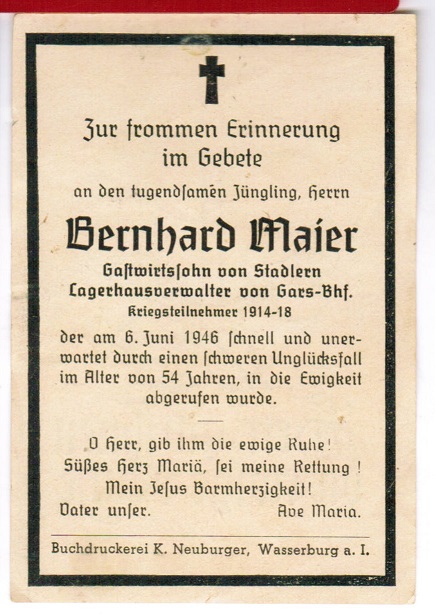 Zur frommen Erinnerung
im Gebete
an den tugendsamen Jüngling, Herrn
Bernhard Maier
Gastwirtssohn von Stadlern
Lagerhausverwalter von Gars-Bhf.
Kriegsteilnehmer 1914-18
der am 6. Juni 1946 schnell und uner-
wartet durch einen schweren Unglücksfall
im Alter von 54 Jahren, in die Ewigkeit
abgerufen wurde.
O Herr, gib ihm die ewige Ruhe!
Süßes Herz Mariä, sei meine Rettung!
Mein Jesus Barmherzigkeit!
Vater unser. Ave Maria.
Buchdruckerei K. Neuburger, Wasserburg a. I.